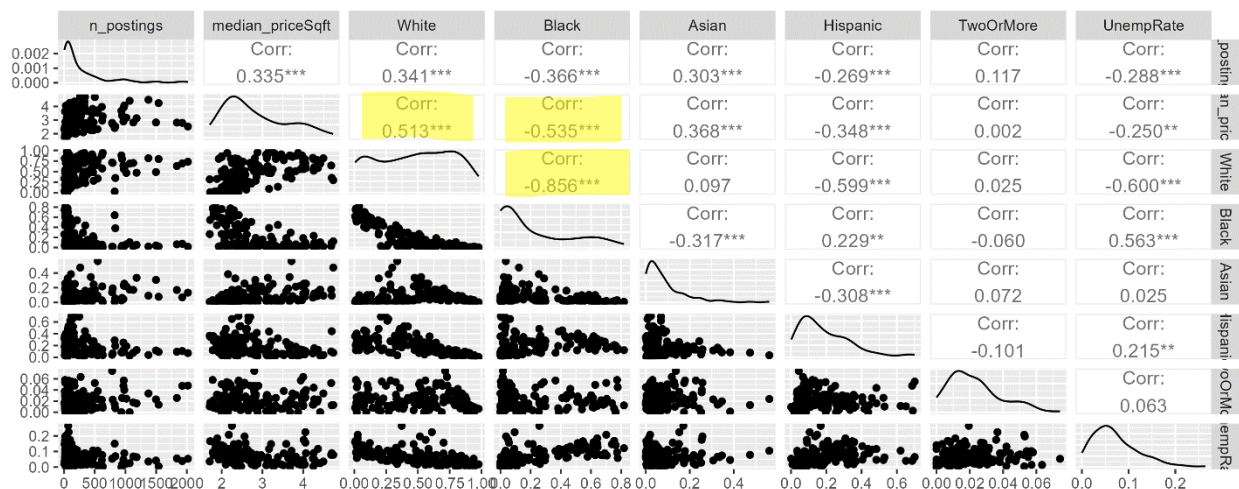 n_postings median_priceSqft White Black Asian Hispanic TwoOrMore UnempRate
Corr: Corr: Corr: Corr: Corr: Corr: Corr:
0.002
0.001 0.335*** 0.341*** -0.366*** 0.303*** -0.269*** 0.117 -0.288***
0.000
_posting
Corr: Corr: Corr: Corr: Corr: Corr:
4
3 0.513*** -0.535*** 0.368*** -0.348*** 0.002 -0.250**
2
an_pric
1.00 Corr: Corr: Corr: Corr: Corr:
0.75
0.50 -0.856*** 0.097 -0.599*** 0.025 -0.600***
0.25
0.00
White
0.8 Corr: Corr: Corr: Corr:
0.6
0.4 -0.317*** 0.229** -0.060 0.563***
0.2
0.0
Black
Corr: Corr: Corr:
0.4
0.2 -0.308*** 0.072 0.025
0.0
Asian
0.6 Corr: Corr:
0.4
0.2 -0.101 0.215**
0.0
Hispani
0.06 Corr:
0.04
0.02 0.063
0.00
oOrMo
0.2
0.1
0.0
empRa
0 500 1000 1500 2000 2 3 4 0.00 0.25 0.50 0.75 1.00 0.0 0.2 0.4 0.6 0.8 0.0 0.2 0.4 0.0 0.2 0.4 0.6 0.00 0.02 0.04 0.06 0.0 0.1 0.2